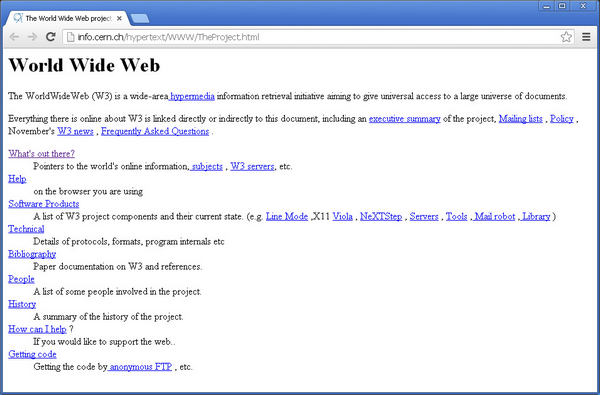 The World Wide Web project
info.cern.ch/hypertext/WWW/TheProject.html
World Wide Web
The WorldWideWeb (W3) is a wide-area hypermedia information retrieval initiative aiming to give universal access to a large universe of documents.
Everything there is online about W3 is linked directly or indirectly to this document, including an executive summary of the project, Mailing lists , Policy ,
November's W3 news , Frequently Asked Questions .
What's out there?
Pointers to the world's online information, subjects , W3 servers, etc.
Help
on the browser you are using
Software Products
A list of W3 project components and their current state. (e.g. Line Mode ,X11 Viola , NeXTStep , Servers , Tools , Mail robot , Library )
Technical
Details of protocols, formats, program internals etc
Bibliography
Paper documentation on W3 and references.
People
A list of some people involved in the project.
History
A summary of the history of the project.
How can I help ?
If you would like to support the web..
Getting code
Getting the code by anonymous FTP , etc.